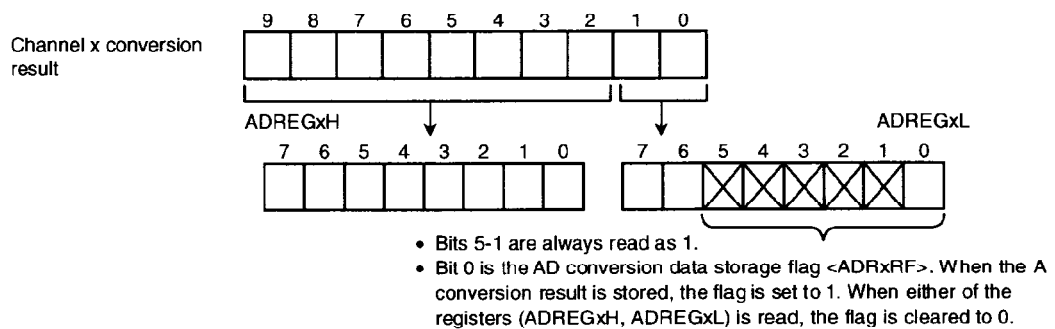 9 8 7 6 5 4 3 2 1 0
Channel x conversion
result
ADREGxH
ADREGxL
7 6 5 4 3 2 1 0
7 6 5 4 3 2 1 0
• Bits 5-1 are always read as 1.
• Bit 0 is the AD conversion data storage flag <ADRxRF>. When the A
conversion result is stored, the flag is set to 1. When either of the
registers (ADREGxH, ADREGxL) is read, the flag is cleared to 0.